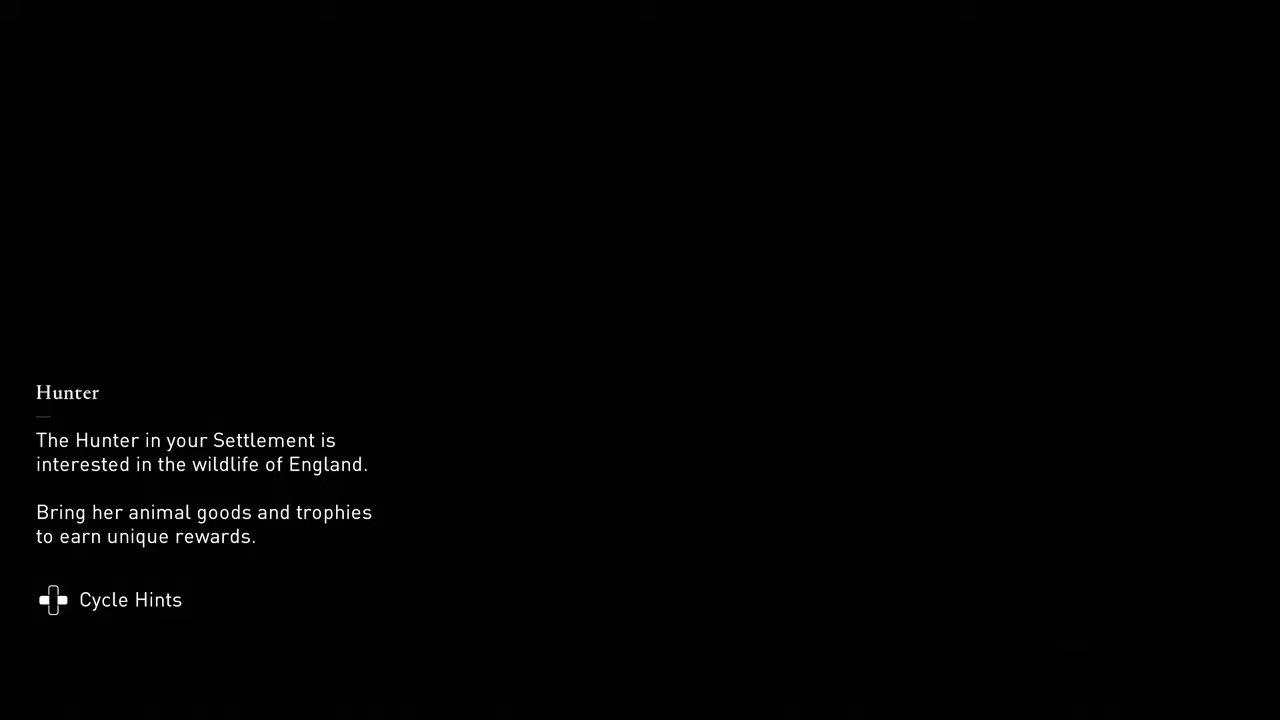 Hunter
The Hunter in your Settlement is
interested in the wildlife of England.
Bring her animal goods and trophies
to earn unique rewards.
Cycle Hints